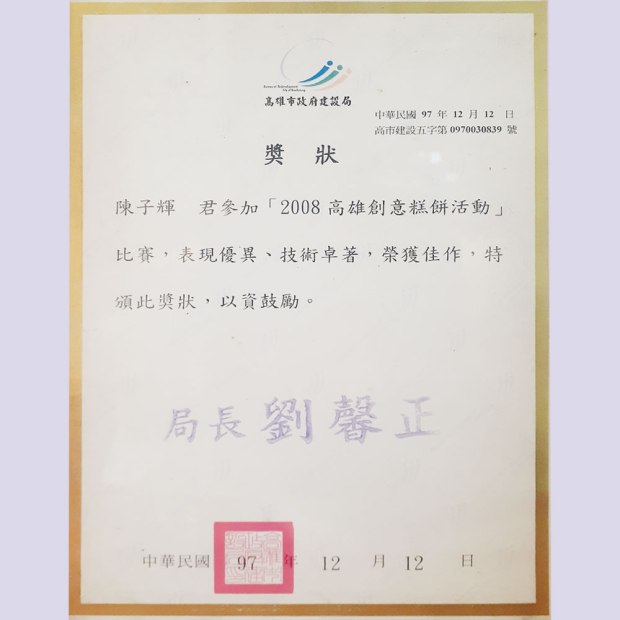 高雄市政府建設局
中華民國 97 年 12 月 12 日
高市建設五字第 0970030839 號
獎 狀
陳子輝 君參加「2008 高雄創意糕餅活動」
比賽，表現優異、技術卓著，榮獲佳作，特
頒此獎狀，以資鼓勵。
局長 劉馨正
中華民國 97 年 12 月 12 日